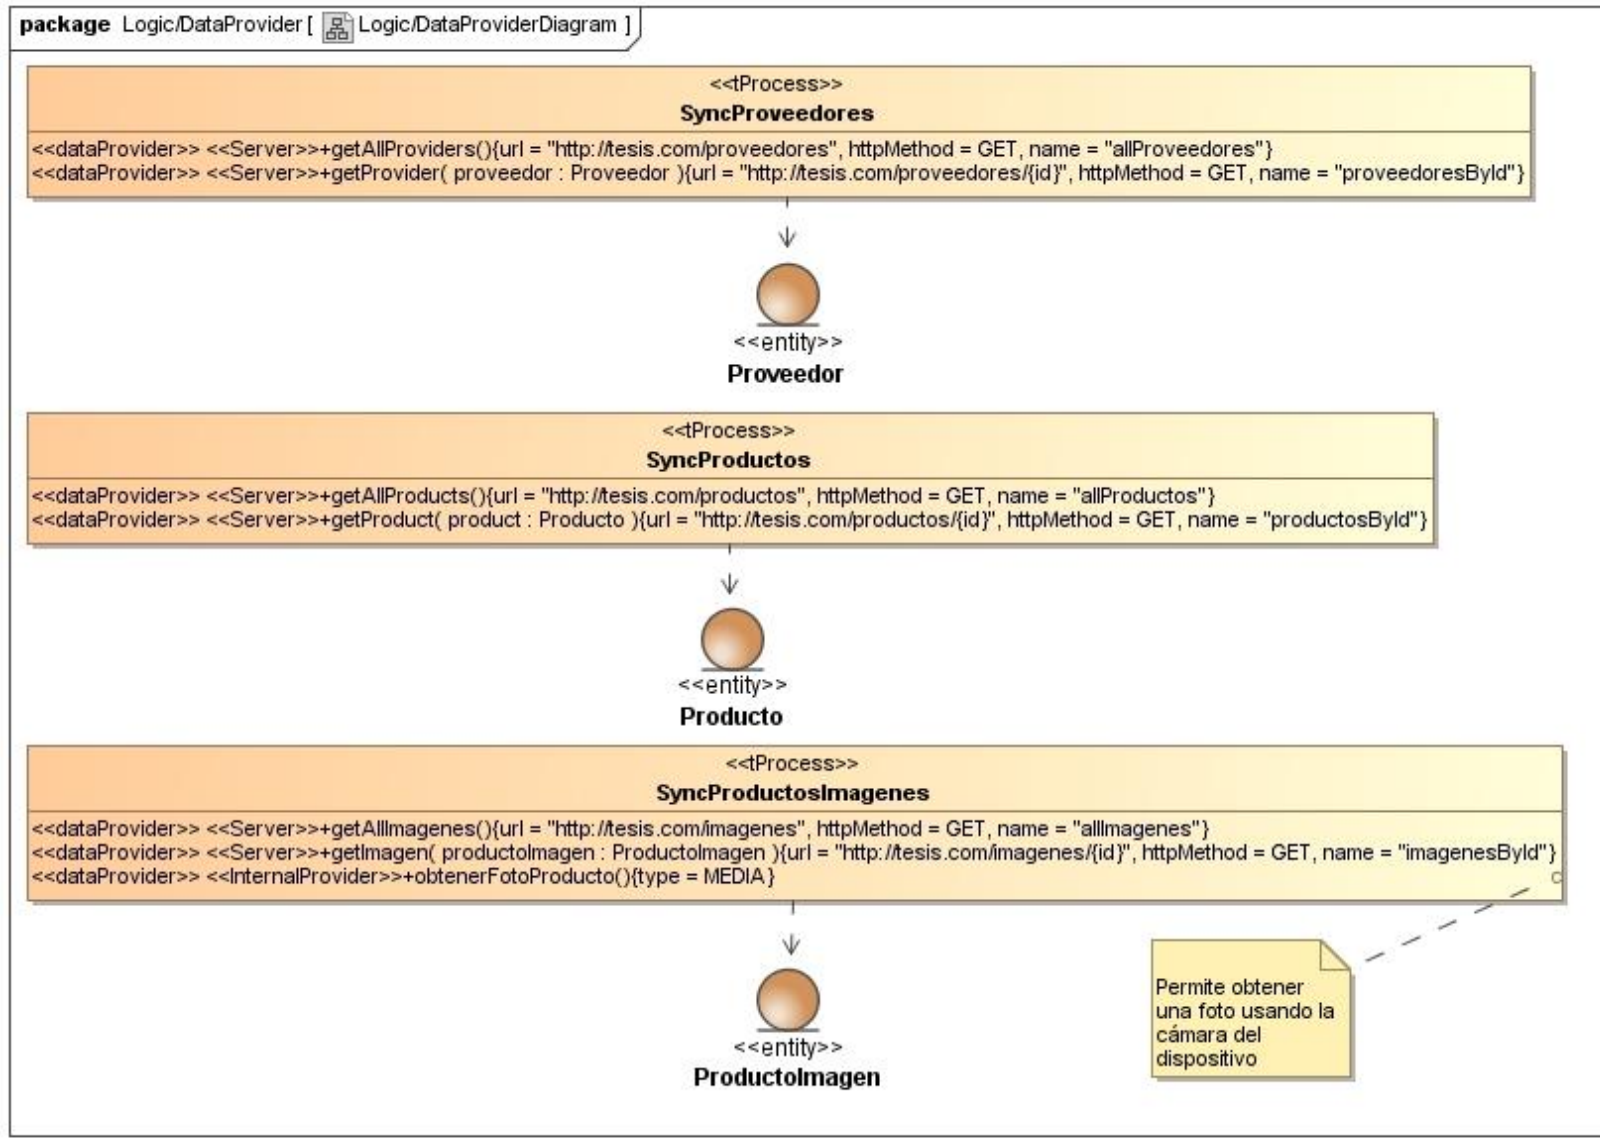 package Logic/DataProvider [ Logic/DataProviderDiagram ]
<<tProcess>>
SyncProveedores
<<dataProvider>> <<Server>>+getAllProviders(){url = "http://tesis.com/proveedores", httpMethod = GET, name = "allProveedores"}
<<dataProvider>> <<Server>>+getProvider( proveedor : Proveedor ){url = "http://tesis.com/proveedores/{id}", httpMethod = GET, name = "proveedoresById"}
<<entity>>
Proveedor
<<tProcess>>
SyncProductos
<<dataProvider>> <<Server>>+getAllProducts(){url = "http://tesis.com/productos", httpMethod = GET, name = "allProductos"}
<<dataProvider>> <<Server>>+getProduct( product : Producto ){url = "http://tesis.com/productos/{id}", httpMethod = GET, name = "productosById"}
<<entity>>
Producto
<<tProcess>>
SyncProductosImagenes
<<dataProvider>> <<Server>>+getAllImagenes(){url = "http://tesis.com/imagenes", httpMethod = GET, name = "allImagenes"}
<<dataProvider>> <<Server>>+getImagen( productoImagen : ProductoImagen ){url = "http://tesis.com/imagenes/{id}", httpMethod = GET, name = "imagenesById"}
<<dataProvider>> <<InternalProvider>>+obtenerFotoProducto(){type = MEDIA}
<<entity>>
ProductoImagen
Permite obtener
una foto usando la
cámara del
dispositivo